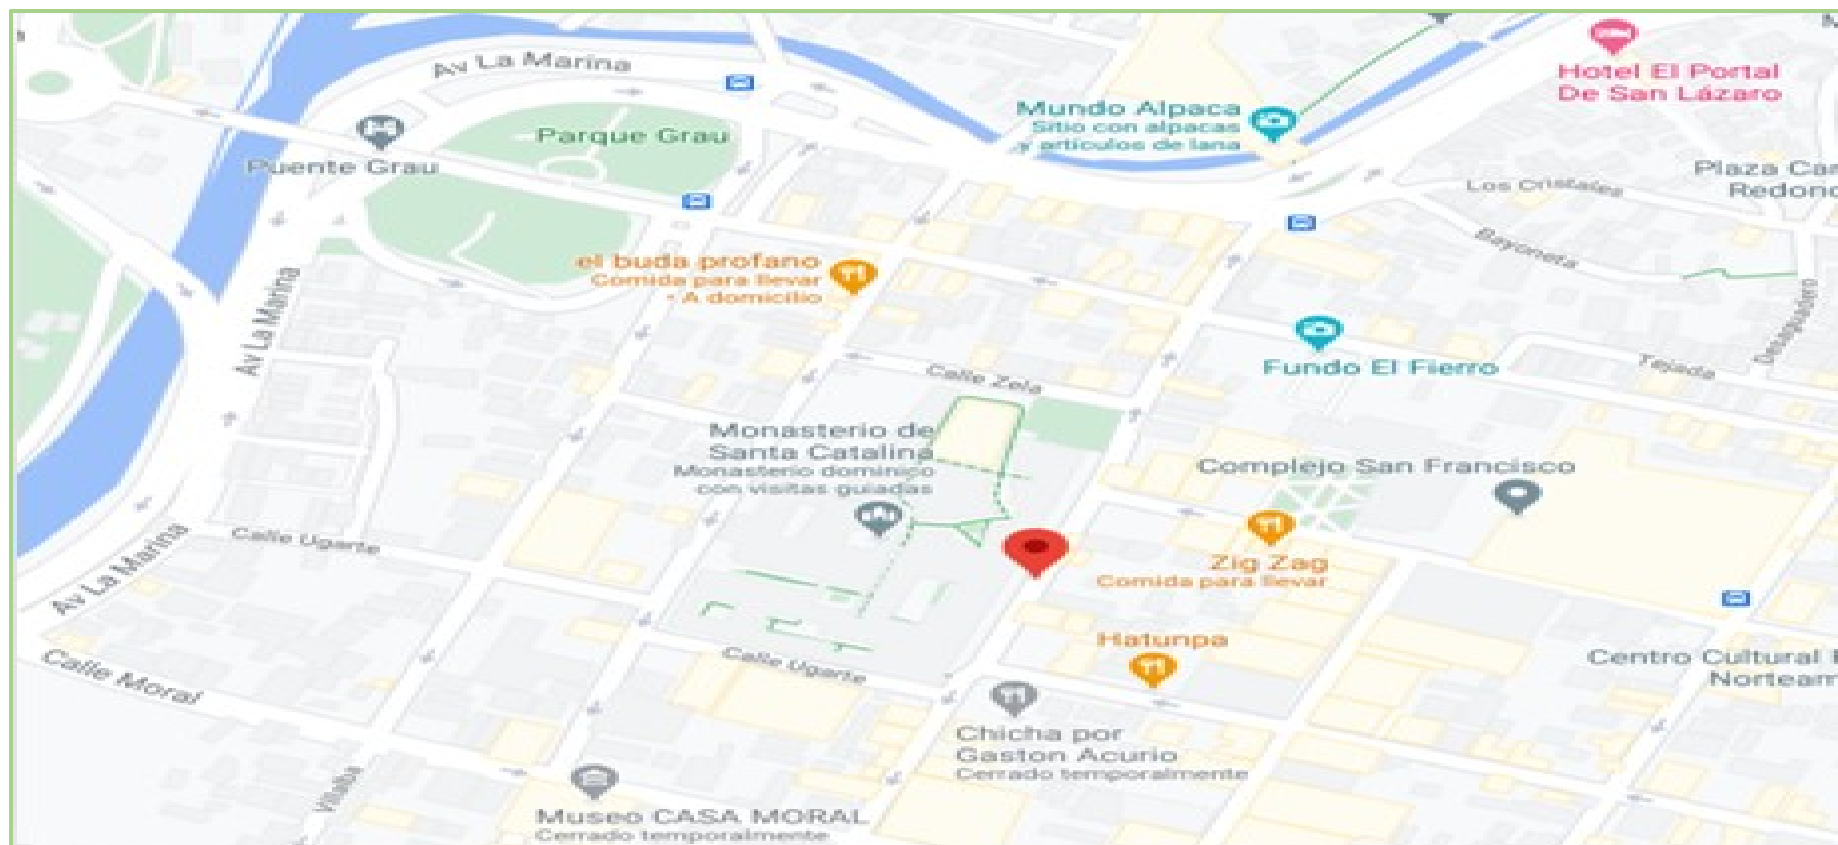 Av La Marina
Hotel El Portal
De San Lázaro
Mundo Alpaca
Sitio con alpacas
y artículos de lana
Parque Grau
Puente Grau
Los Cristales
Bayoneta
el buda profano
Comida para llevar
- A domicilio
Av La Marina
Fundo El Fierro
Tejada
Desaguadero
Calle Zela
Monasterio de
Santa Catalina
Monasterio dominico
con visitas guiadas
Complejo San Francisco
Zig Zag
Comida para llevar
Calle Ugarte
Av La Marina
Hatunpa
Calle Ugarte
Centro Cultural
Calle Moral
Chicha por
Gaston Acurio
Cerrado temporalmente
Villalba
Museo CASA MORAL
Cerrado temporalmente